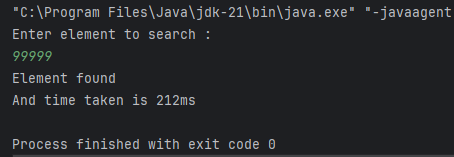 "C:\Program Files\Java\jdk-21\bin\java.exe" "-javaagent
Enter element to search :
99999
Element found
And time taken is 212ms
Process finished with exit code 0